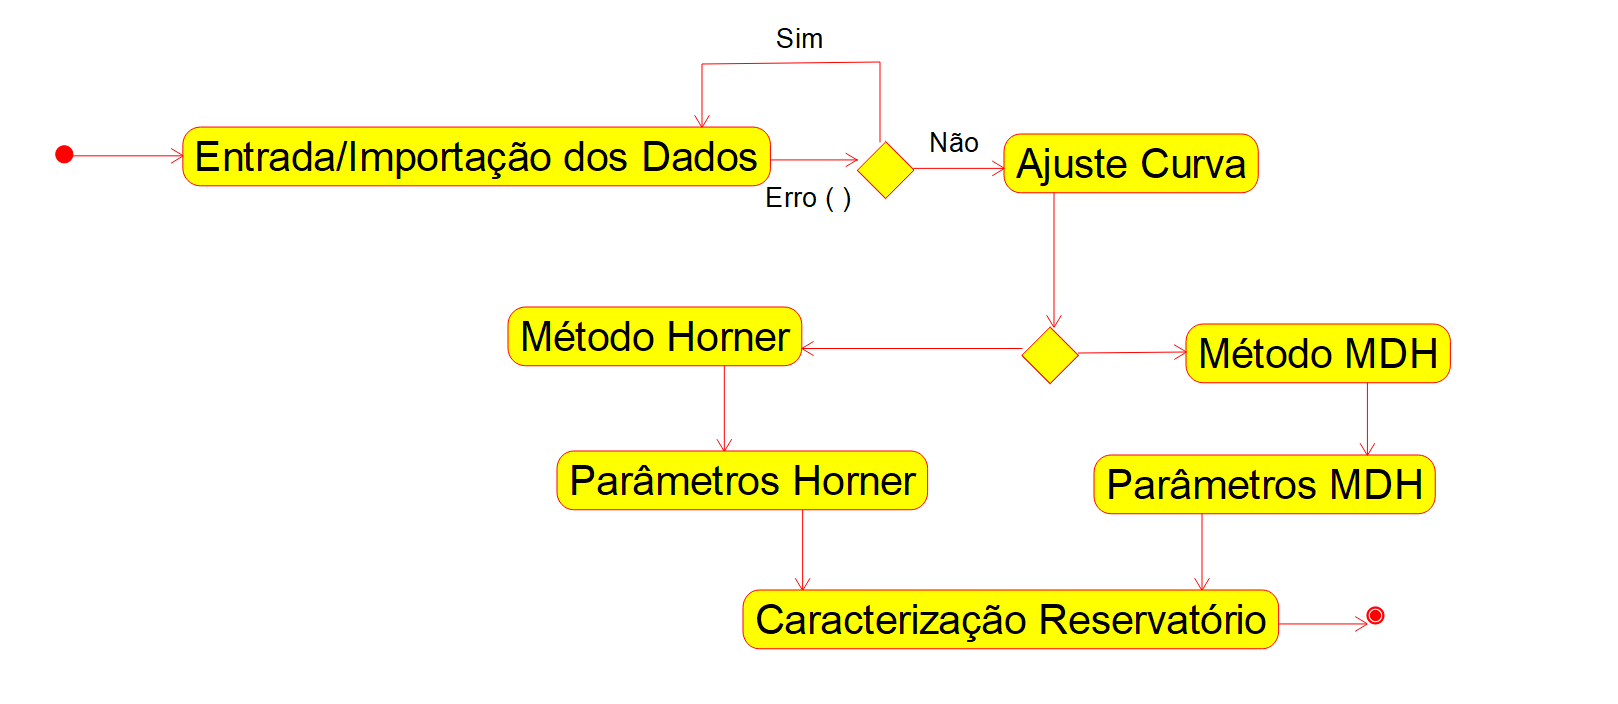 Sim
Entrada/Importação dos Dados
Erro ( )
Não
Ajuste Curva
Método Horner
Método MDH
Parâmetros Horner
Parâmetros MDH
Caracterização Reservatório